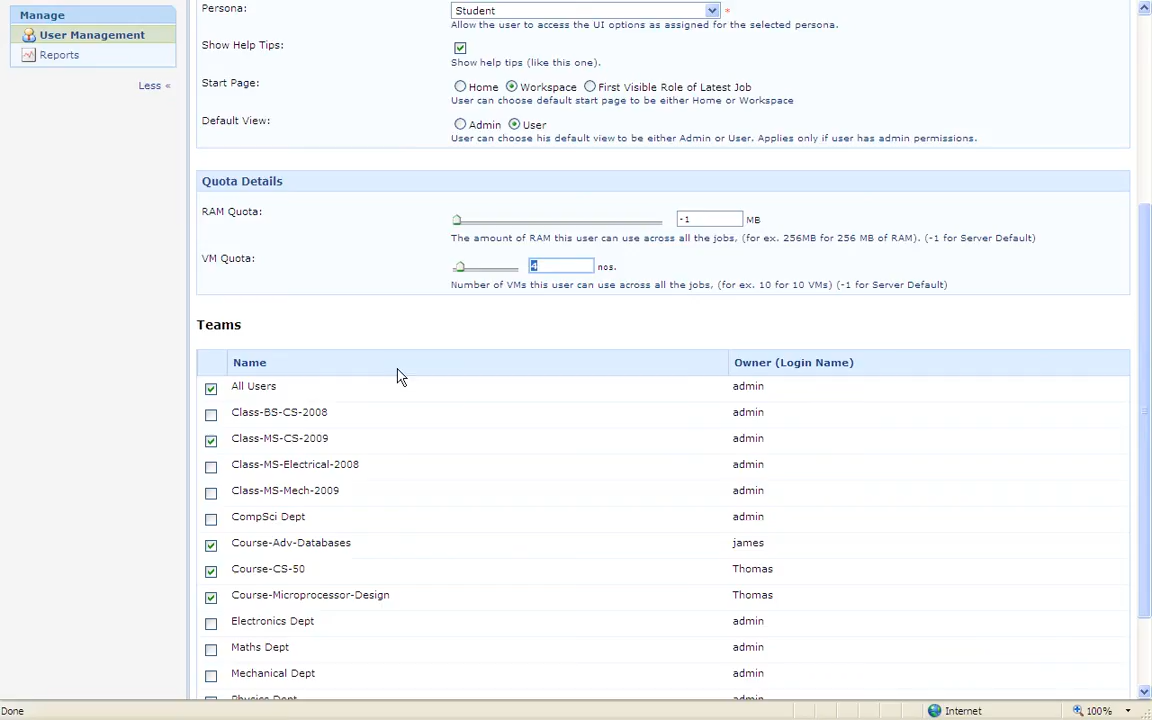 Manage
User Management
Reports
Less «
Persona:
Student
*
Allow the user to access the UI options as assigned for the selected persona.
Show Help Tips:
Show help tips (like this one).
Start Page:
Home Workspace First Visible Role of Latest Job
User can choose default start page to be either Home or Workspace
Default View:
Admin User
User can choose his default view to be either Admin or User. Applies only if user has admin permissions.
Quota Details
RAM Quota:
-1 MB
The amount of RAM this user can use across all the jobs, (for ex. 256MB for 256 MB of RAM). (-1 for Server Default)
VM Quota:
4 nos.
Number of VMs this user can use across all the jobs, (for ex. 10 for 10 VMs) (-1 for Server Default)
Teams
Name Owner (Login Name)
All Users admin
Class-BS-CS-2008 admin
Class-MS-CS-2009 admin
Class-MS-Electrical-2008 admin
Class-MS-Mech-2009 admin
CompSci Dept admin
Course-Adv-Databases james
Course-CS-50 Thomas
Course-Microprocessor-Design Thomas
Electronics Dept admin
Maths Dept admin
Mechanical Dept admin
Physics Dept admin
Done Internet 100%